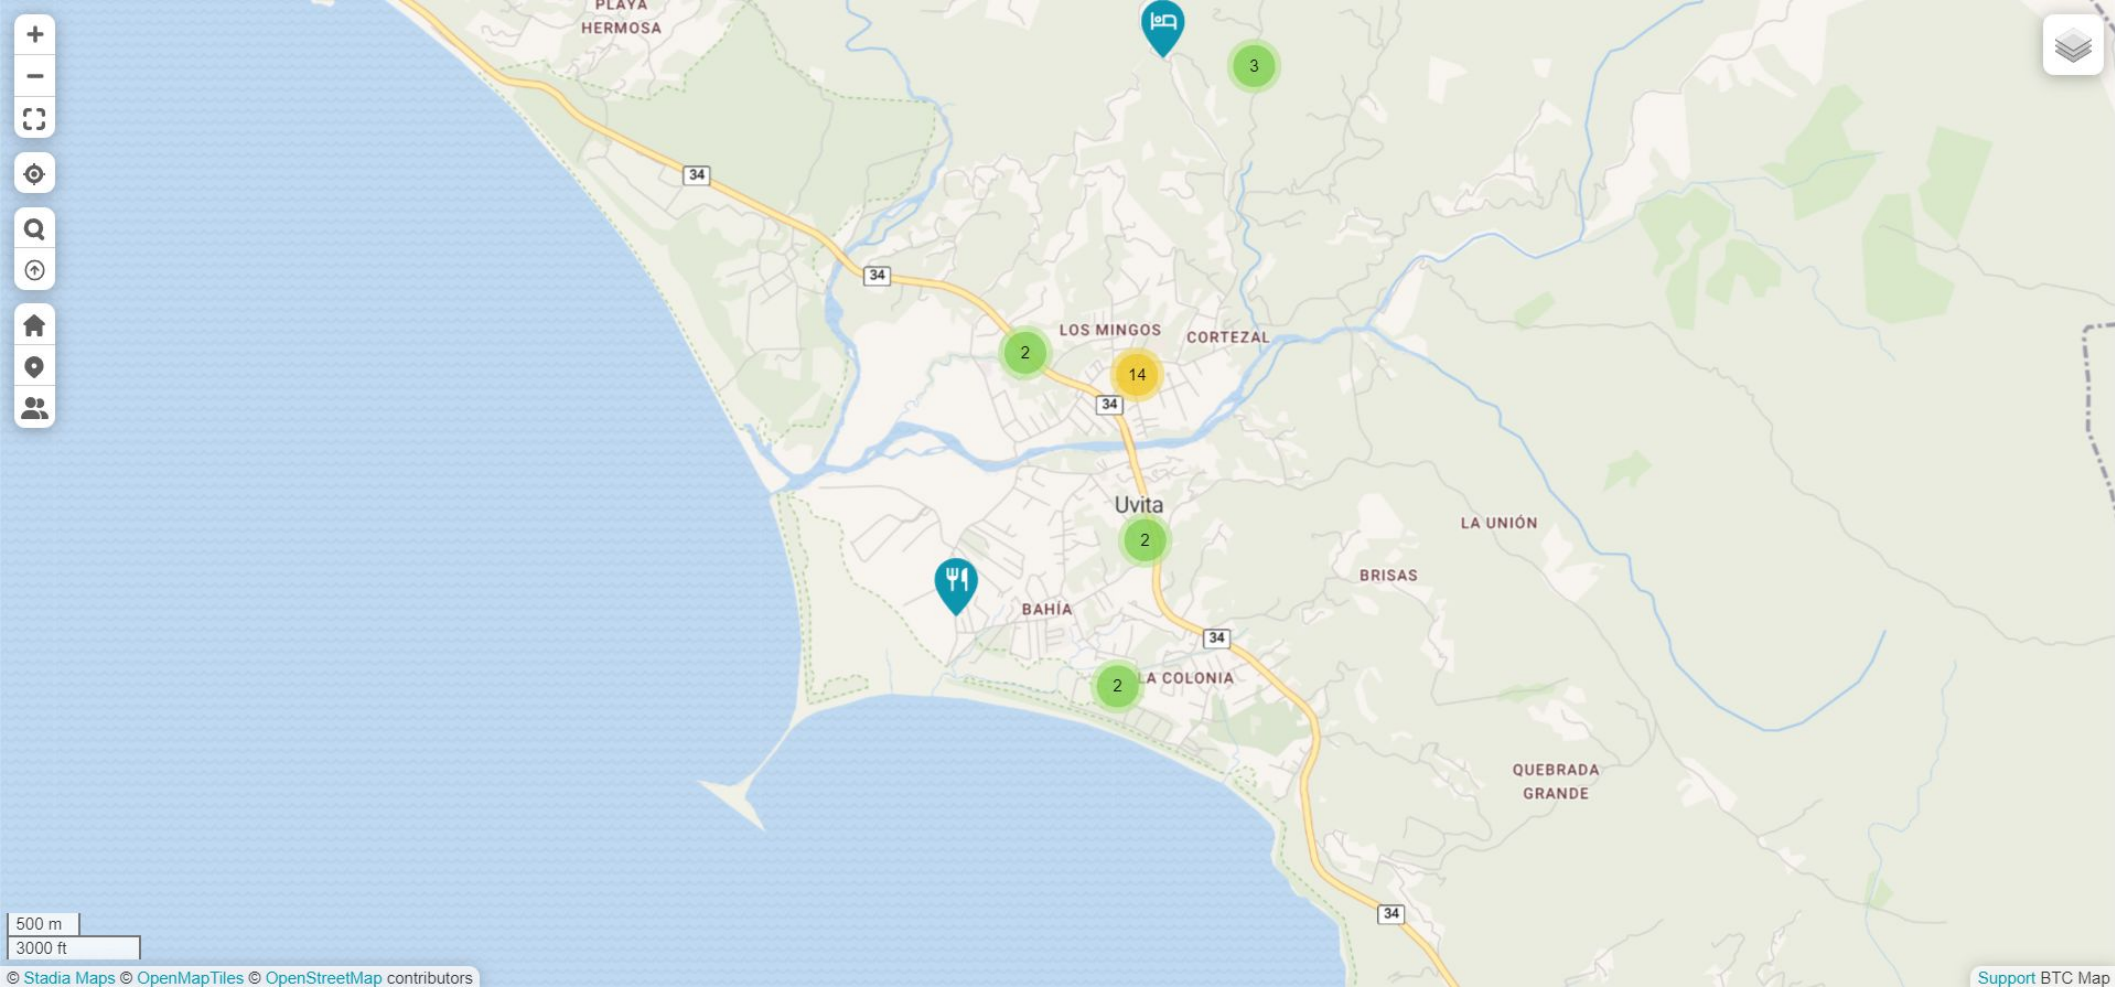 PLAYA
HERMOSA
3
34
34
LOS MINGOS
CORTEZAL
2
14
34
Uvita
2
LA UNIÓN
BRISAS
BAHÍA
34
2
LA COLONIA
QUEBRADA
GRANDE
34
500 m
3000 ft
© Stadia Maps © OpenMapTiles © OpenStreetMap contributors
Support BTC Map